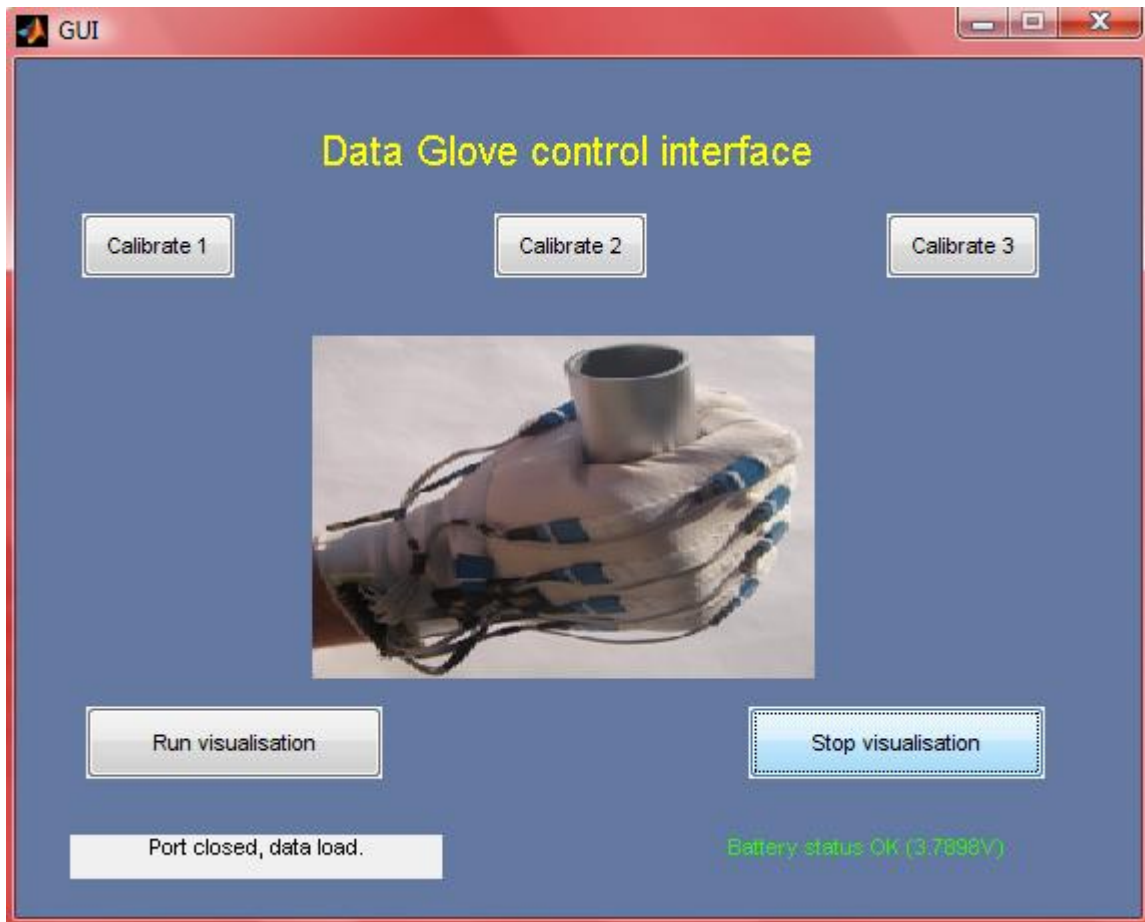 GUI
Data Glove control interface
Calibrate 1
Calibrate 2
Calibrate 3
Run visualisation
Stop visualisation
Port closed, data load.
Battery status OK (3.7898V)